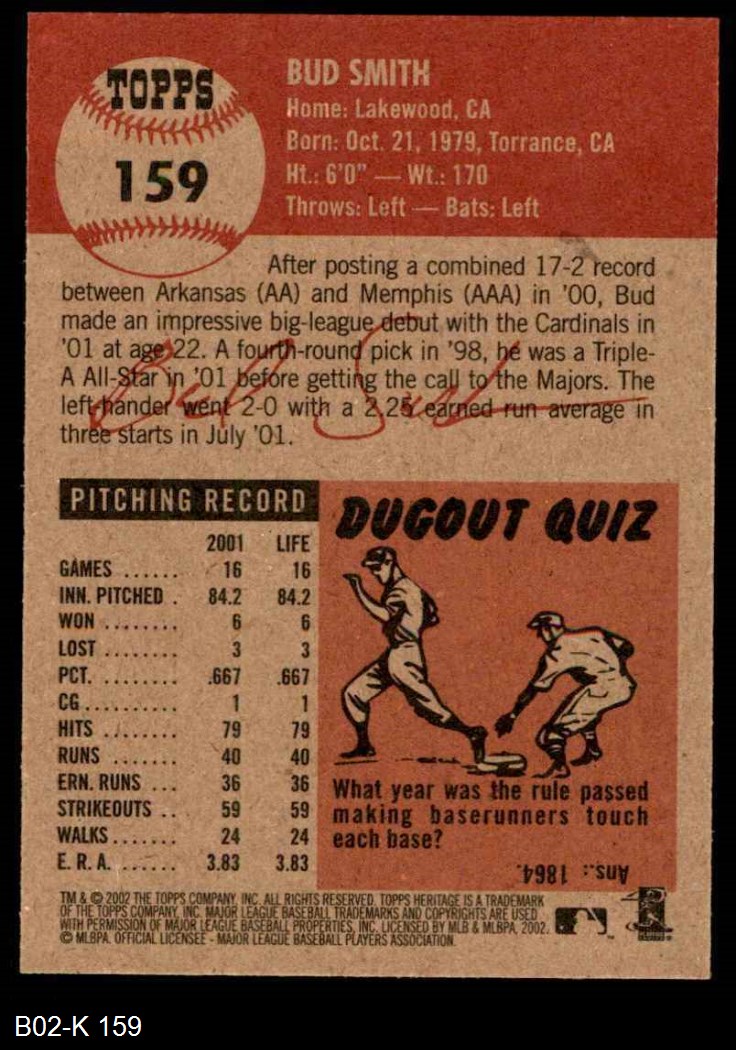 TOPPS
159
BUD SMITH
Home: Lakewood, CA
Born: Oct. 21, 1979, Torrance, CA
Ht.: 6'0" — Wt.: 170
Throws: Left — Bats: Left
After posting a combined 17-2 record
between Arkansas (AA) and Memphis (AAA) in '00, Bud
made an impressive big-league debut with the Cardinals in
'01 at age 22. A fourth-round pick in '98, he was a Triple-
A All-Star in '01 before getting the call to the Majors. The
left-hander went 2-0 with a 2.25 earned run average in
three starts in July '01.
Bud Smith
PITCHING RECORD
2001 LIFE
GAMES ...... 16 16
INN. PITCHED . 84.2 84.2
WON ........ 6 6
LOST ........ 3 3
PCT. ........ .667 .667
CG ......... 1 1
HITS ........ 79 79
RUNS ....... 40 40
ERN. RUNS ... 36 36
STRIKEOUTS .. 59 59
WALKS ....... 24 24
E.R.A. ...... 3.83 3.83
DUGOUT QUIZ
What year was the rule passed
making baserunners touch
each base?
Ans.: 1864.
TM & © 2002 THE TOPPS COMPANY, INC. ALL RIGHTS RESERVED. TOPPS HERITAGE IS A TRADEMARK
OF THE TOPPS COMPANY, INC. MAJOR LEAGUE BASEBALL TRADEMARKS AND COPYRIGHTS ARE USED
WITH PERMISSION OF MAJOR LEAGUE BASEBALL PROPERTIES, INC. LICENSED BY MLB & MLBPA, 2002.
© MLBPA. OFFICIAL LICENSEE - MAJOR LEAGUE BASEBALL PLAYERS ASSOCIATION.
B02-K 159